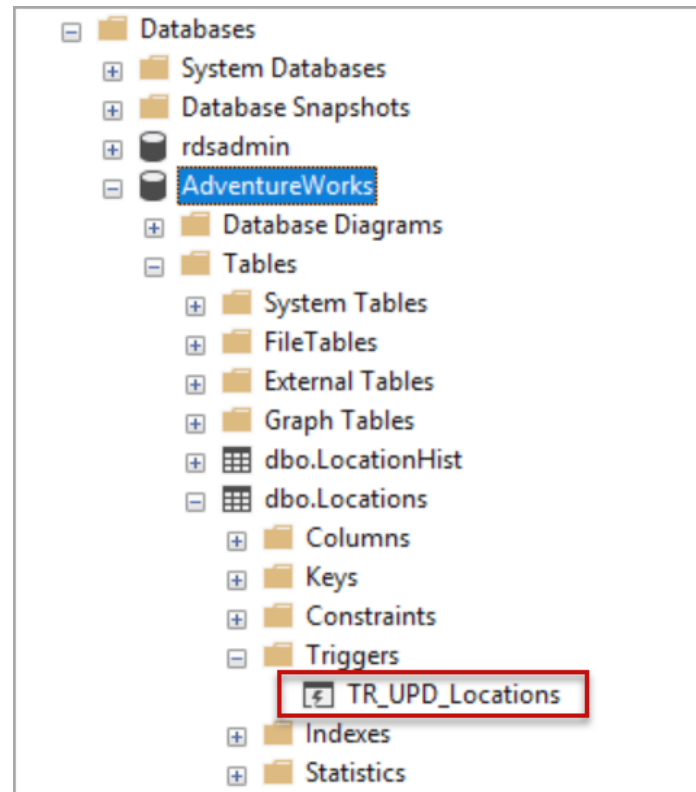 Databases
System Databases
Database Snapshots
rdsadmin
AdventureWorks
Database Diagrams
Tables
System Tables
FileTables
External Tables
Graph Tables
dbo.LocationHist
dbo.Locations
Columns
Keys
Constraints
Triggers
TR_UPD_Locations
Indexes
Statistics